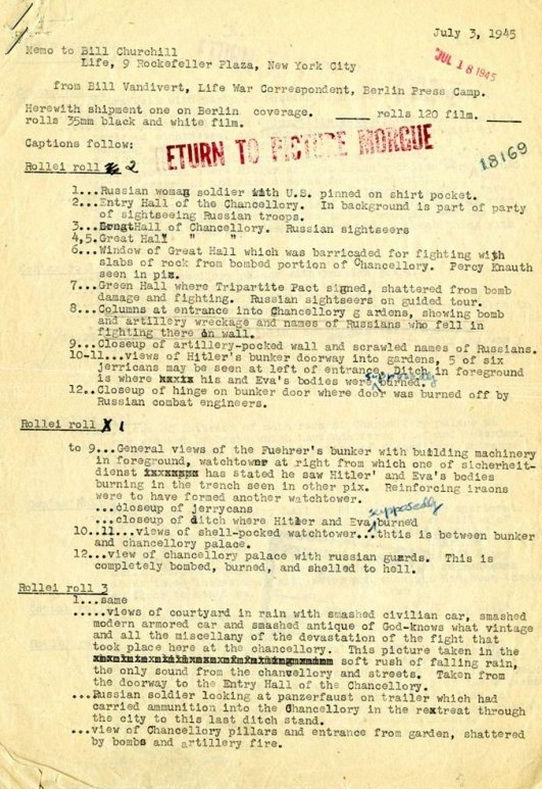 July 3, 1945
Memo to Bill Churchill
Life, 9 Rockefeller Plaza, New York City
JUL 18 1945
from Bill Vandivert, Life War Correspondent, Berlin Press Camp.
Herewith shipment one on Berlin coverage. ____ rolls 120 film. ____
rolls 35mm black and white film.
RETURN TO PICTURE MORGUE
Captions follow:
18169
Rollei roll 2
1...Russian woman soldier with U.S. pinned on shirt pocket.
2...Entry Hall of the Chancellory. In background is part of party
of sightseeing Russian troops.
3...Hall of Chancellory. Russian sightseers
4,5. Great Hall " "
6...Window of Great Hall which was barricaded for fighting with
slabs of rock from bombed portion of Chancellory. Percy Knauth
seen in pix.
7...Green Hall where Tripartite Pact signed, shattered from bomb
damage and fighting. Russian sightseers on guided tour.
8...Columns at entrance into Chancellory g ardens, showing bomb
and artillery wreckage and names of Russians who fell in
fighting there on wall.
9...Closeup of artillery-pocked wall and scrawled names of Russians.
10-11...views of Hitler's bunker doorway into gardens, 5 of six
jerricans may be seen at left of entrance. Ditch in foreground
is where his and Eva's bodies were supposedly burned.
12..Closeup of hinge on bunker door where door was burned off by
Russian combat engineers.
Rollei roll 1
to 9...General views of the Fuehrer's bunker with building machinery
in foreground, watchtower at right from which one of sicherheit-
dienst has stated he saw Hitler' and Eva's bodies
burning in the trench seen in other pix. Reinforcing iraons
were to have formed another watchtower.
...closeup of jerrycans
...closeup of ditch where Hitler and Eva supposedly burned
10..11...views of shell-pocked watchtower...thtis is between bunker
and chancellory palace.
12...view of chancellory palace with russian guards. This is
completely bombed, burned, and shelled to hell.
Rollei roll 3
1...same
.....views of courtyard in rain with smashed civilian car, smashed
modern armored car and smashed antique of God-knows what vintage
and all the miscellany of the devastation of the fight that
took place here at the chancellory. This picture taken in the
soft rush of falling rain,
the only sound from the chancellory and streets. Taken from
the doorway to the Entry Hall of the Chancellory.
...Russian soldier looking at panzerfaust on trailer which had
carried ammunition into the Chancellory in the rextreat through
the city to this last ditch stand.
...view of Chancellory pillars and entrance from garden, shattered
by bombs and artillery fire.